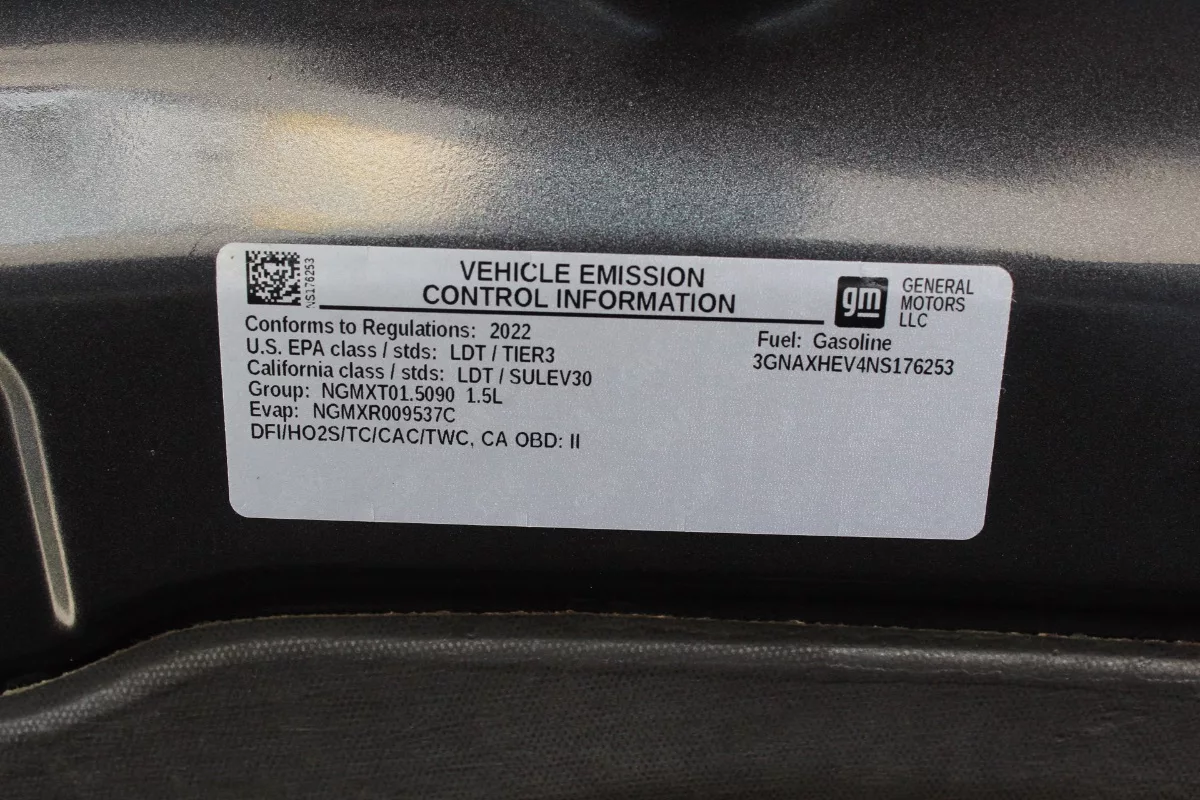 NS176253
VEHICLE EMISSION
CONTROL INFORMATION
gm
GENERAL
MOTORS
LLC
Conforms to Regulations: 2022
U.S. EPA class / stds: LDT / TIER3
California class / stds: LDT / SULEV30
Group: NGMXT01.5090 1.5L
Evap: NGMXR009537C
DFI/HO2S/TC/CAC/TWC, CA OBD: II
Fuel: Gasoline
3GNAXHEV4NS176253